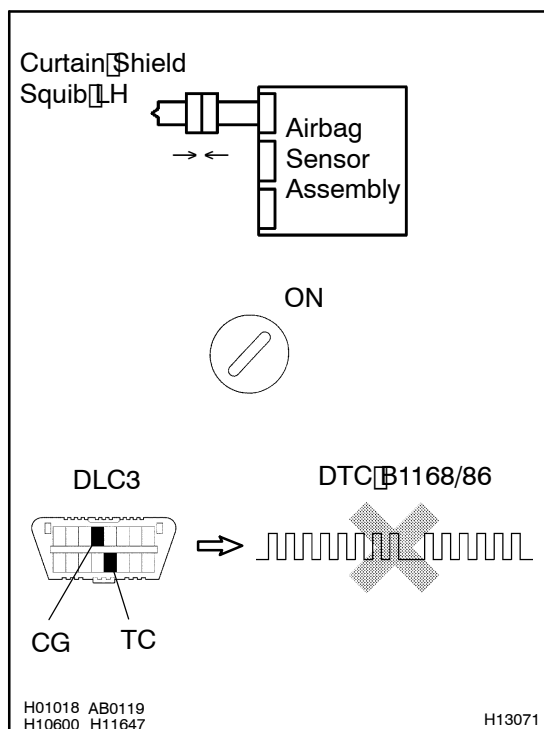 Curtain Shield
Squib LH
Airbag
Sensor
Assembly
ON
DLC3
DTC B1168/86
CG
TC
H01018 AB0119
H10600 H11647
H13071